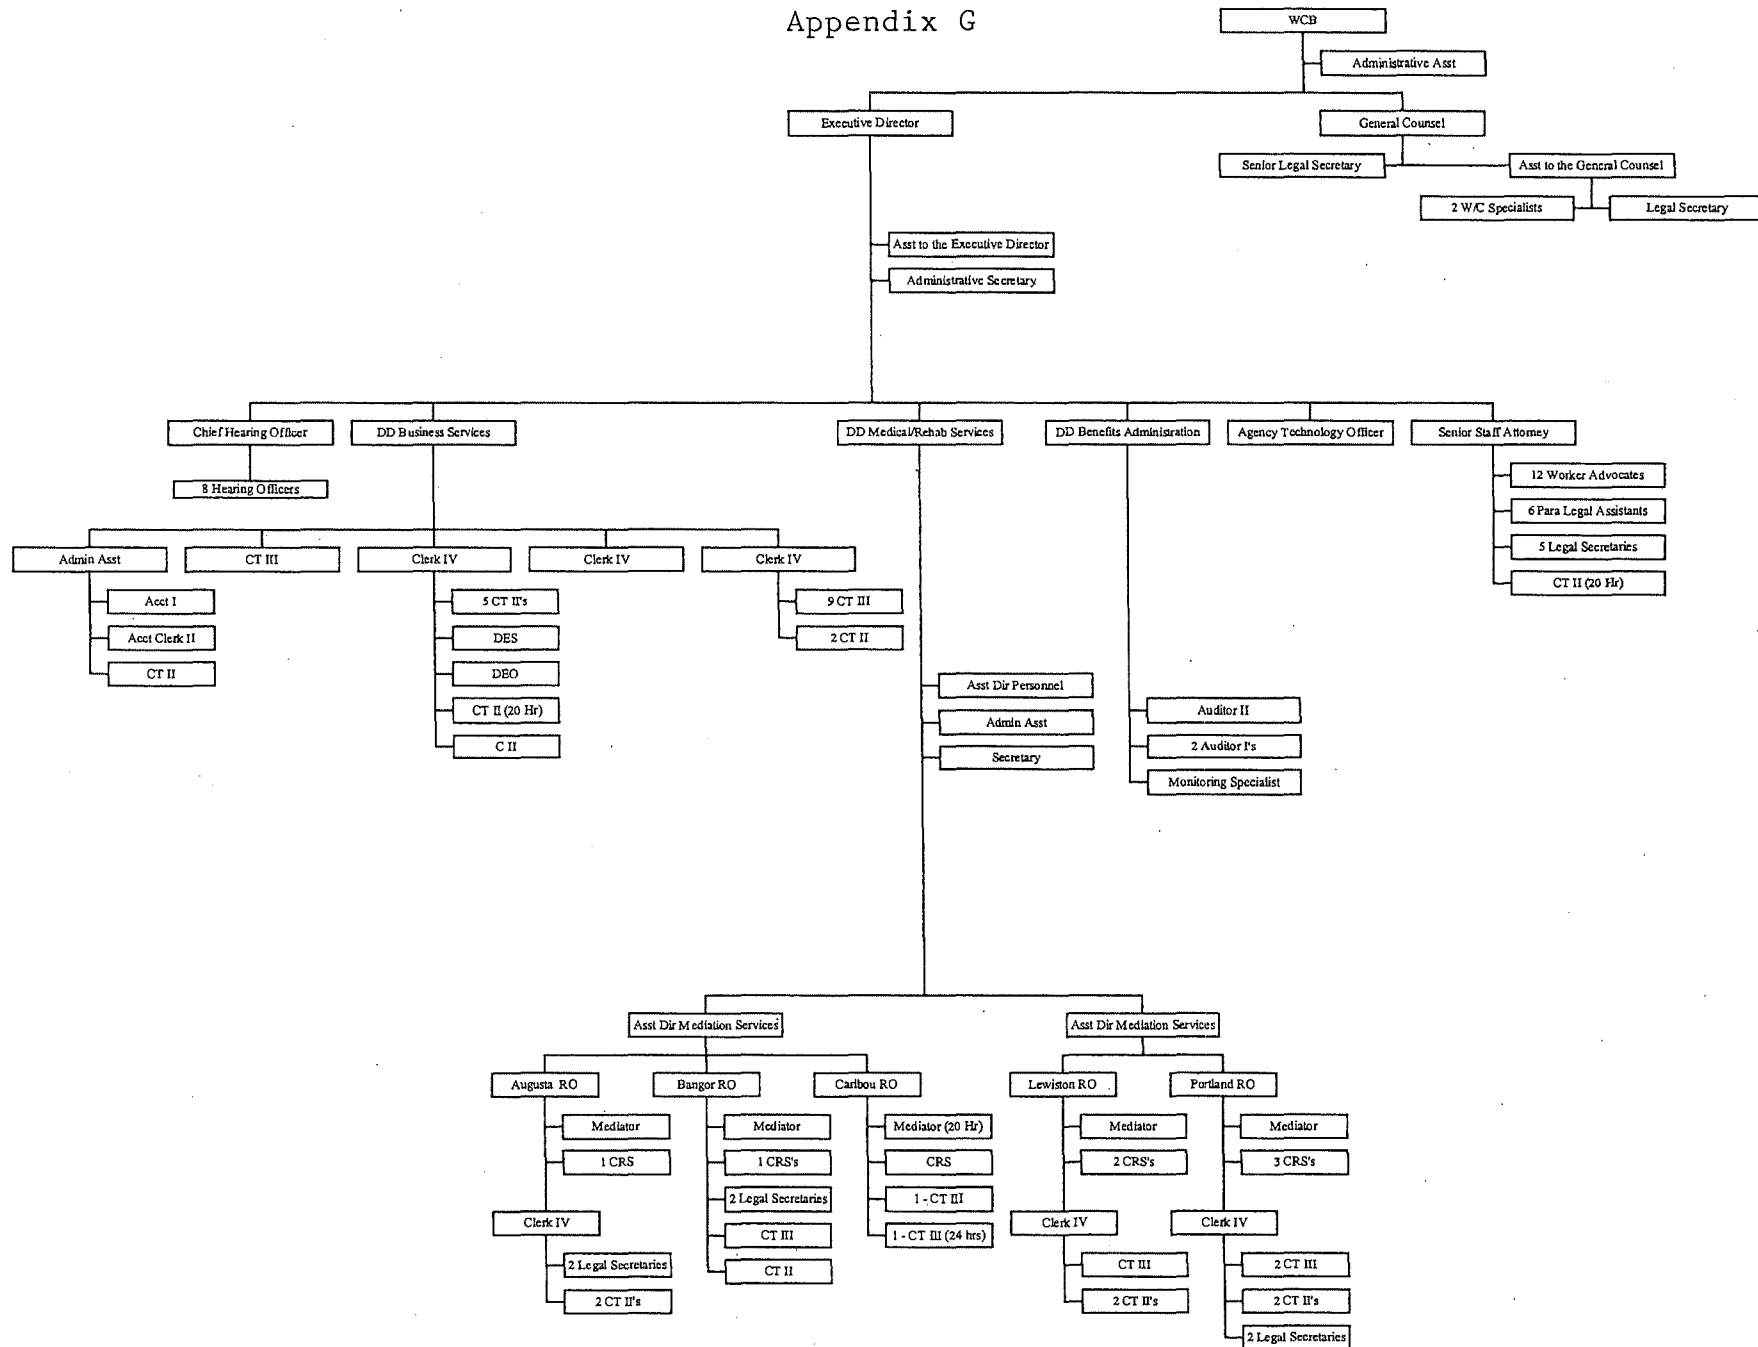 Appendix G
WCB
Administrative Asst
Executive Director
General Counsel
Senior Legal Secretary
Asst to the General Counsel
2 W/C Specialists
Legal Secretary
Asst to the Executive Director
Administrative Secretary
Chief Hearing Officer
DD Business Services
DD Medical/Rehab Services
DD Benefits Administration
Agency Technology Officer
Senior Staff Attorney
8 Hearing Officers
12 Worker Advocates
6 Para Legal Assistants
5 Legal Secretaries
CT II (20 Hr)
Admin Asst
CT III
Clerk IV
Clerk IV
Clerk IV
Acct I
Acct Clerk II
CT II
5 CT II's
DES
DEO
CT II (20 Hr)
C II
9 CT III
2 CT II
Asst Dir Personnel
Admin Asst
Secretary
Auditor II
2 Auditor I's
Monitoring Specialist
Asst Dir Mediation Services
Asst Dir Mediation Services
Augusta RO
Bangor RO
Caribou RO
Lewiston RO
Portland RO
Mediator
1 CRS
Clerk IV
2 Legal Secretaries
2 CT II's
Mediator
1 CRS's
2 Legal Secretaries
CT III
CT II
Mediator (20 Hr)
CRS
1 - CT III
1 - CT III (24 hrs)
Mediator
2 CRS's
Clerk IV
CT III
2 CT II's
Mediator
3 CRS's
Clerk IV
2 CT III
2 CT II's
2 Legal Secretaries